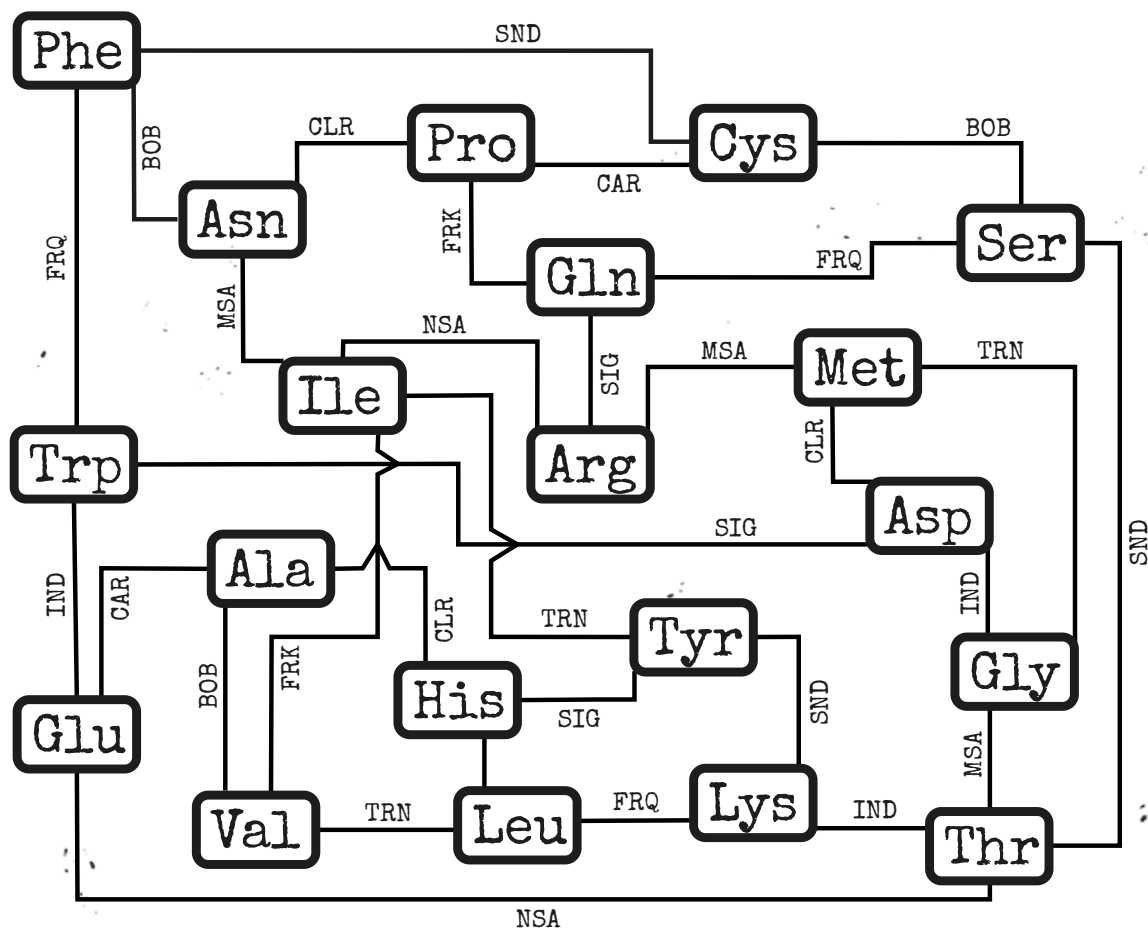 SND
Phe
CLR
Pro
Cys
BOB
BOB
CAR
Asn
FRK
Ser
FRQ
Gln
FRQ
MSA
NSA
SIG
MSA
Met
TRN
Ile
CLR
Trp
Arg
Asp
SIG
SND
Ala
IND
CAR
CLR
TRN
Tyr
IND
BOB
FRK
His
SIG
SND
Gly
Glu
MSA
Val
TRN
Leu
FRQ
Lys
IND
Thr
NSA